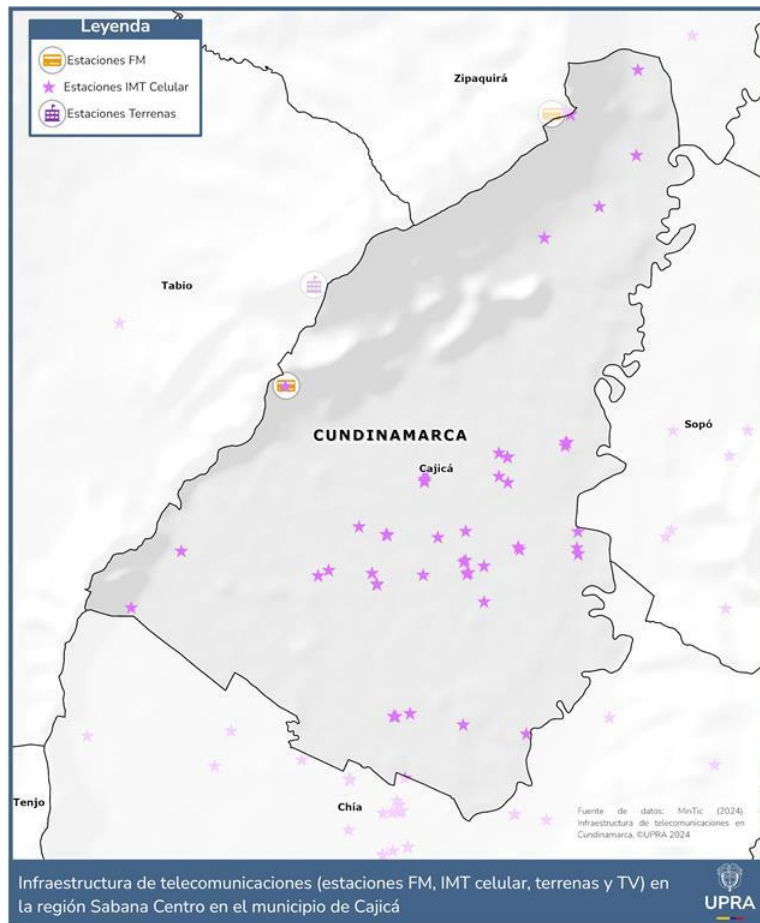 Leyenda
Estaciones FM
Estaciones IMT Celular
Estaciones Terrenas
Zipaquirá
Tabio
CUNDINAMARCA
Cajicá
Sopó
Tenjo
Chía
Fuente de datos: MinTic (2024).
Infraestructura de telecomunicaciones en
Cundinamarca, ©UPRA 2024
Infraestructura de telecomunicaciones (estaciones FM, IMT celular, terrenas y TV) en
la región Sabana Centro en el municipio de Cajicá
UPRA